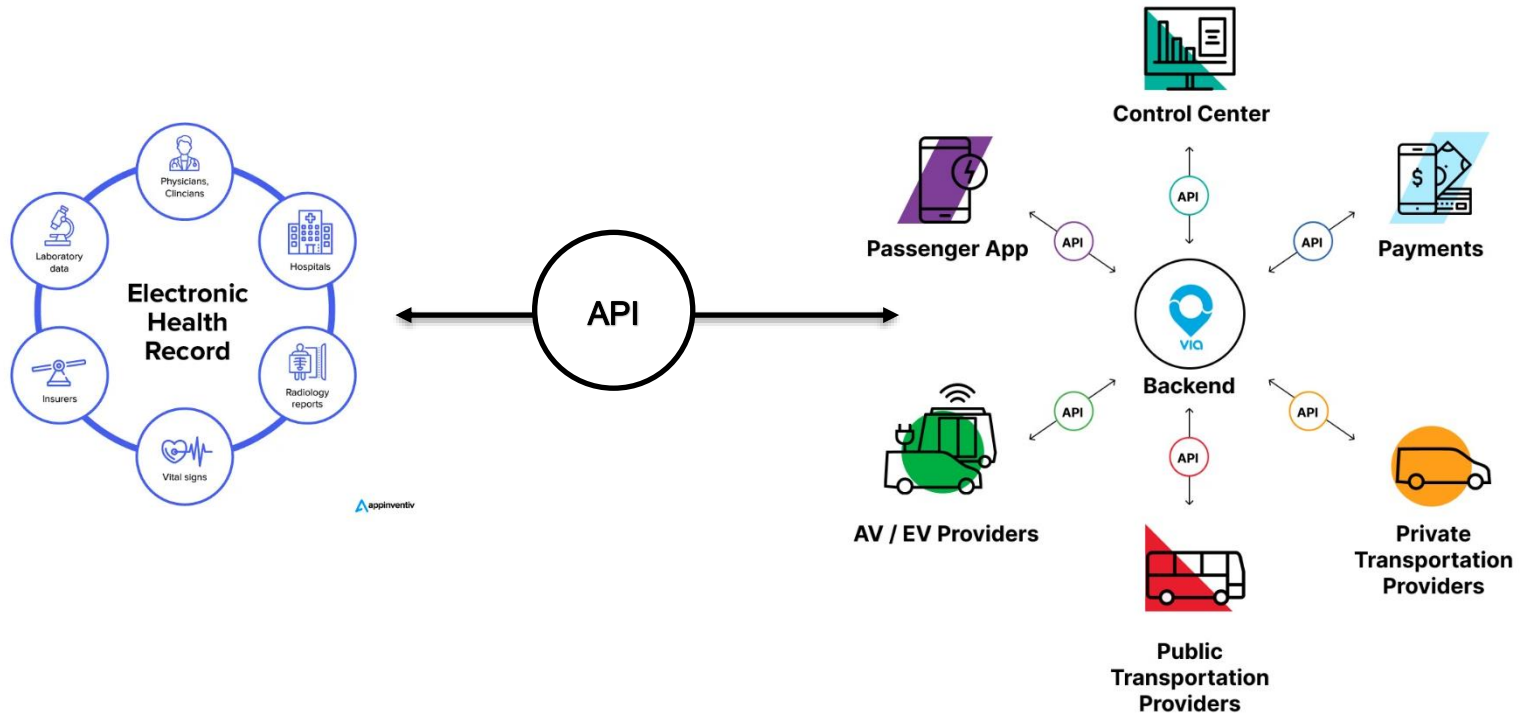 Physicians,
Clincians
Laboratory
data
Hospitals
Electronic
Health
Record
Insurers
Radiology
reports
Vital signs
appinventiv
API
Control Center
API
Passenger App
API
Payments
API
via
Backend
AV / EV Providers
API
Public
Transportation
Providers
API
Private
Transportation
Providers
API